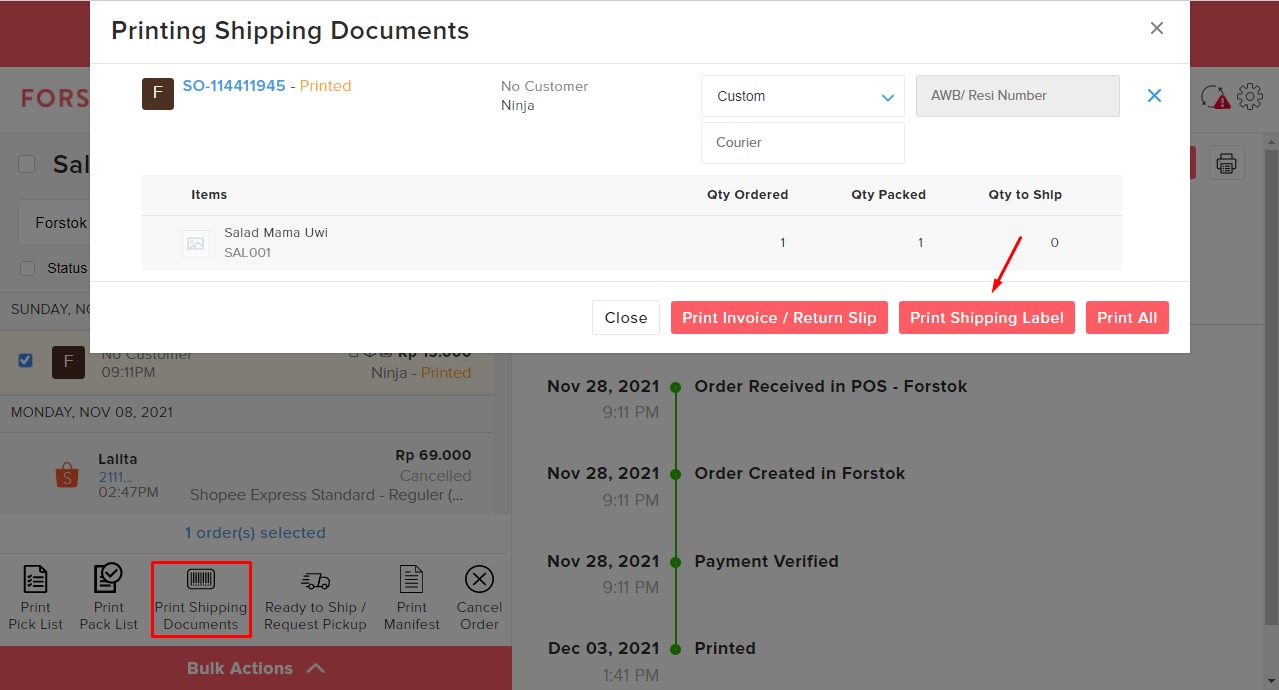 Printing Shipping Documents
F
SO-114411945 - Printed
No Customer
Ninja
Custom
AWB/ Resi Number
Courier
Items
Qty Ordered
Qty Packed
Qty to Ship
Salad Mama Uwi
SAL001
1
1
0
Close
Print Invoice / Return Slip
Print Shipping Label
Print All
FORS
Sal
Forstok
Status
SUNDAY, NO
F
No Customer
Rp 15.000
09:11PM
Ninja - Printed
MONDAY, NOV 08, 2021
S
Lalita
Rp 69.000
2111...
Cancelled
02:47PM
Shopee Express Standard - Reguler (...
1 order(s) selected
Print
Pick List
Print
Pack List
Print Shipping
Documents
Ready to Ship /
Request Pickup
Print
Manifest
Cancel
Order
Bulk Actions
Nov 28, 2021
Order Received in POS - Forstok
9:11 PM
Nov 28, 2021
Order Created in Forstok
9:11 PM
Nov 28, 2021
Payment Verified
9:11 PM
Dec 03, 2021
Printed
1:41 PM